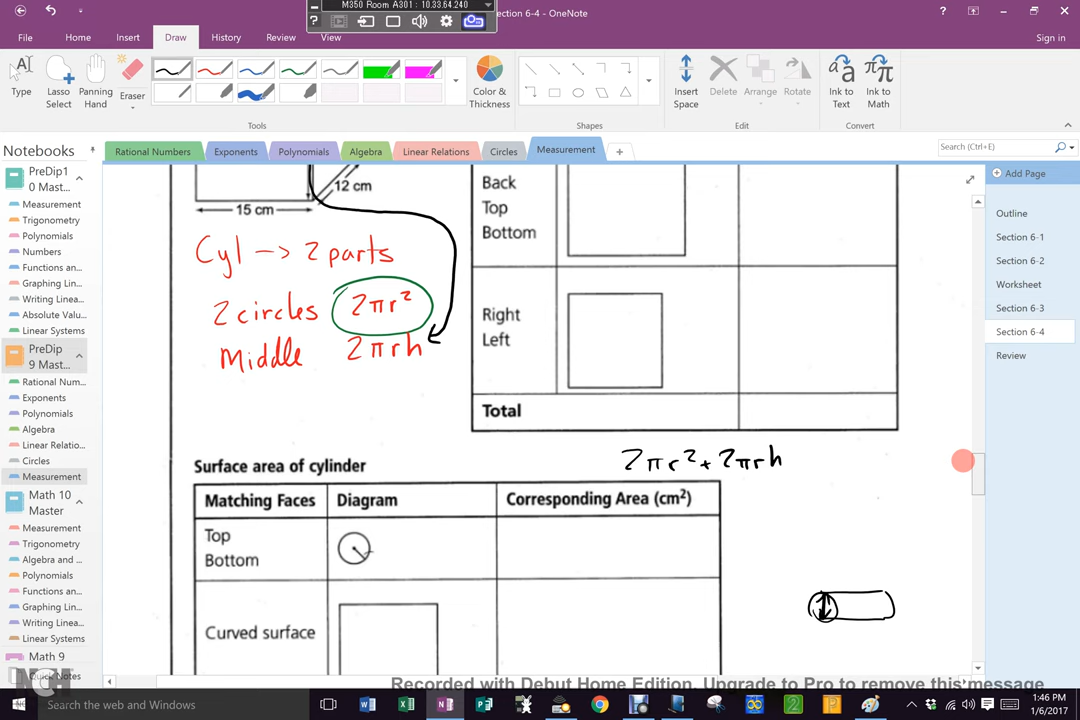 M350 Room A301 : 10.33.64.240
Section 6-4 - OneNote
File
Home
Insert
Draw
History
Review
View
Sign in
Type
Lasso Select
Panning Hand
Eraser
Color & Thickness
Insert Space
Delete
Arrange
Rotate
Ink to Text
Ink to Math
Tools
Shapes
Edit
Convert
Notebooks
Rational Numbers
Exponents
Polynomials
Algebra
Linear Relations
Circles
Measurement
Search (Ctrl+E)
PreDip1
0 Mast...
Measurement
Trigonometry
Polynomials
Numbers
Functions an...
Graphing Lin...
Writing Linea...
Absolute Valu...
Linear Systems
PreDip
9 Mast...
Rational Num...
Exponents
Polynomials
Algebra
Linear Relatio...
Circles
Measurement
Math 10
Master
Measurement
Trigonometry
Algebra and ...
Polynomials
Functions an...
Graphing Lin...
Writing Linea...
Linear Systems
Math 9
Quick Notes
NCH
12 cm
15 cm
Cyl --> 2 parts
2 circles 2πr²
Middle 2πrh
Back
Top
Bottom
Right
Left
Total
2πr²+2πrh
Surface area of cylinder
Matching Faces
Diagram
Corresponding Area (cm²)
Top
Bottom
Curved surface
Add Page
Outline
Section 6-1
Section 6-2
Worksheet
Section 6-3
Section 6-4
Review
Recorded with Debut Home Edition. Upgrade to Pro to remove this message
Search the web and Windows
1:46 PM
1/6/2017